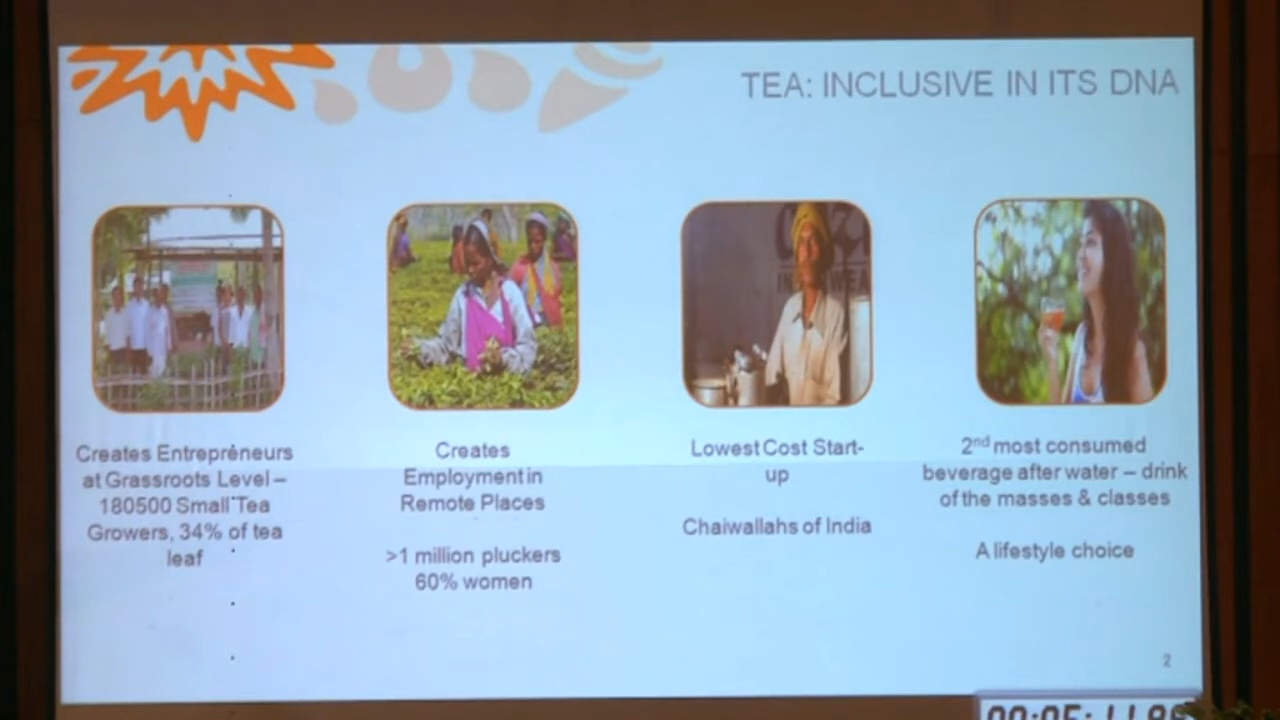 TEA: INCLUSIVE IN ITS DNA
Creates Entrepreneurs
at Grassroots Level –
180500 Small Tea
Growers, 34% of tea
leaf
Creates
Employment in
Remote Places
>1 million pluckers
60% women
Lowest Cost Start-
up
Chaiwallahs of India
2nd most consumed
beverage after water – drink
of the masses & classes
A lifestyle choice
2